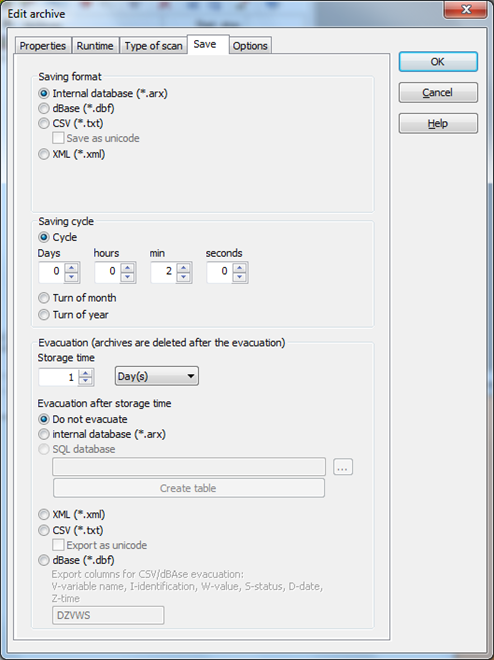 Edit archive
Properties Runtime Type of scan Save Options
OK
Cancel
Help
Saving format
Internal database (*.arx)
dBase (*.dbf)
CSV (*.txt)
Save as unicode
XML (*.xml)
Saving cycle
Cycle
Days hours min seconds
0 0 2 0
Turn of month
Turn of year
Evacuation (archives are deleted after the evacuation)
Storage time
1 Day(s)
Evacuation after storage time
Do not evacuate
internal database (*.arx)
SQL database
...
Create table
XML (*.xml)
CSV (*.txt)
Export as unicode
dBase (*.dbf)
Export columns for CSV/dBAse evacuation:
V-variable name, I-identification, W-value, S-status, D-date,
Z-time
DZVWS